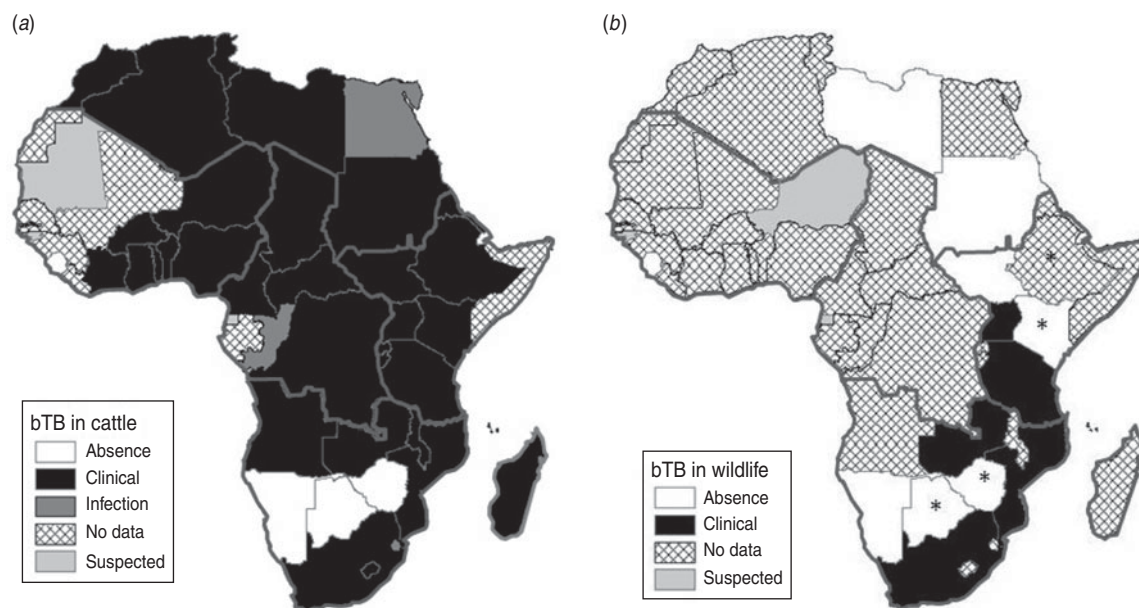 (a)
(b)
bTB in cattle
Absence
Clinical
Infection
No data
Suspected
bTB in wildlife
Absence
Clinical
No data
Suspected
*
*
*
*